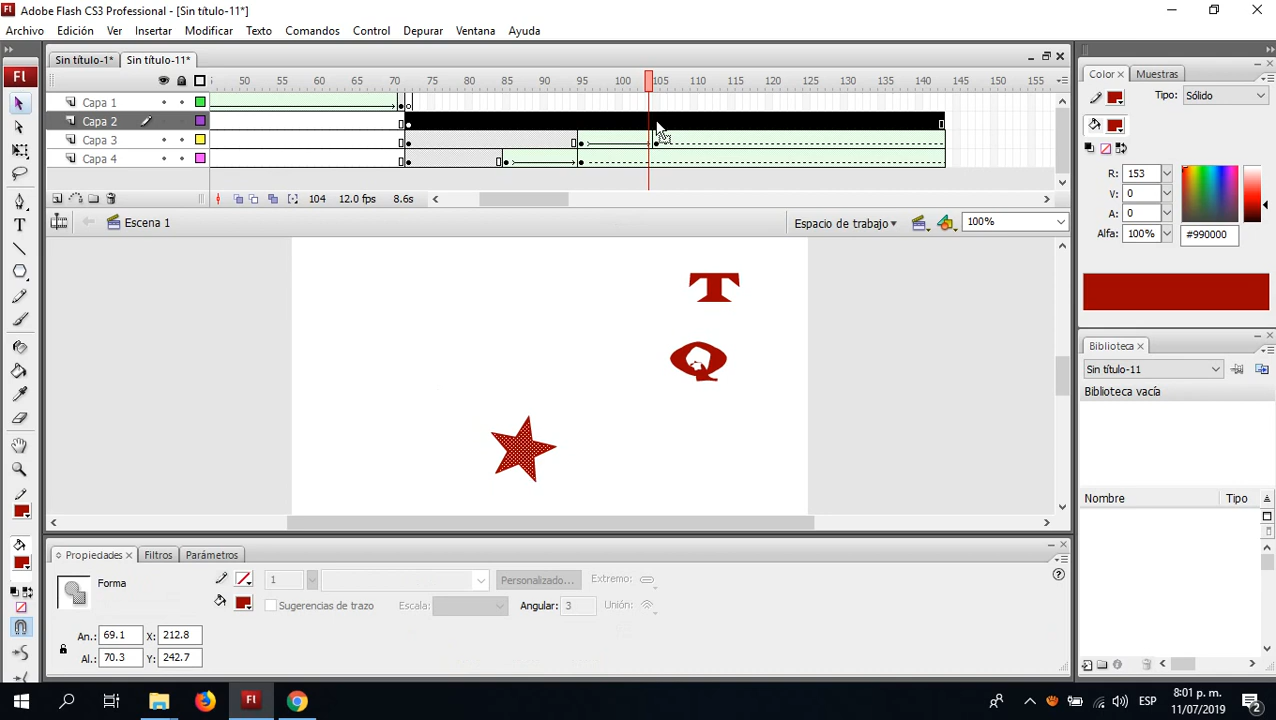 Adobe Flash CS3 Professional - [Sin título-11*]
Archivo Edición Ver Insertar Modificar Texto Comandos Control Depurar Ventana Ayuda
Sin título-1* Sin título-11*
50 55 60 65 70 75 80 85 90 95 100 105 110 115 120 125 130 135 140 145 150 155
Capa 1
Capa 2
Capa 3
Capa 4
104 12.0 fps 8.6s
Escena 1 Espacio de trabajo 100%
T
Q
Propiedades Filtros Parámetros
Forma 1 Personalizado... Extremo:
Sugerencias de trazo Escala: Angular: 3 Unión:
An.: 69.1 X: 212.8
Al.: 70.3 Y: 242.7
Fl
Color Muestras
Tipo: Sólido
R: 153
V: 0
A: 0
Alfa: 100% #990000
Biblioteca
Sin título-11
Biblioteca vacía
Nombre Tipo
Fl
ESP
8:01 p. m.
11/07/2019
2